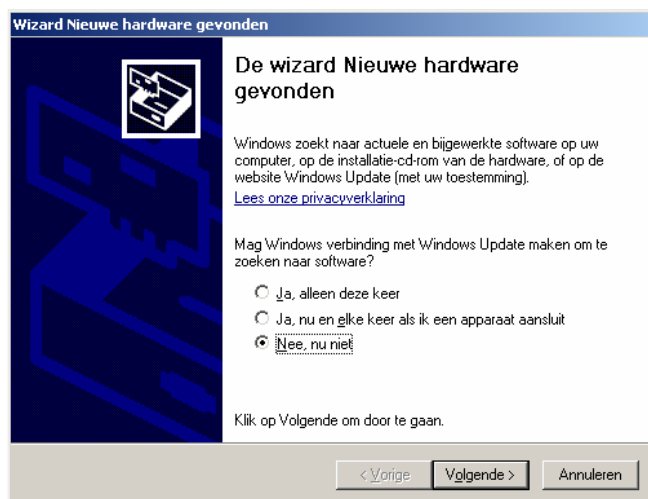 Wizard Nieuwe hardware gevonden
De wizard Nieuwe hardware
gevonden
Windows zoekt naar actuele en bijgewerkte software op uw
computer, op de installatie-cd-rom van de hardware, of op de
website Windows Update (met uw toestemming).
Lees onze privacyverklaring
Mag Windows verbinding met Windows Update maken om te
zoeken naar software?
Ja, alleen deze keer
Ja, nu en elke keer als ik een apparaat aansluit
Nee, nu niet
Klik op Volgende om door te gaan.
< Vorige Volgende > Annuleren